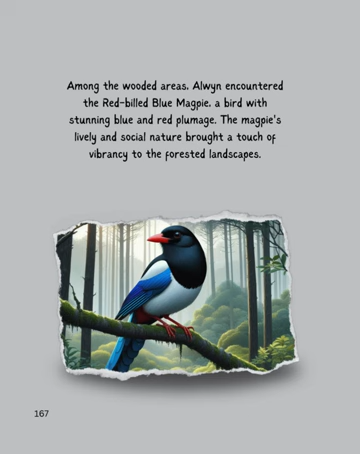 Among the wooded areas, Alwyn encountered
the Red-billed Blue Magpie, a bird with
stunning blue and red plumage. The magpie's
lively and social nature brought a touch of
vibrancy to the forested landscapes.
167